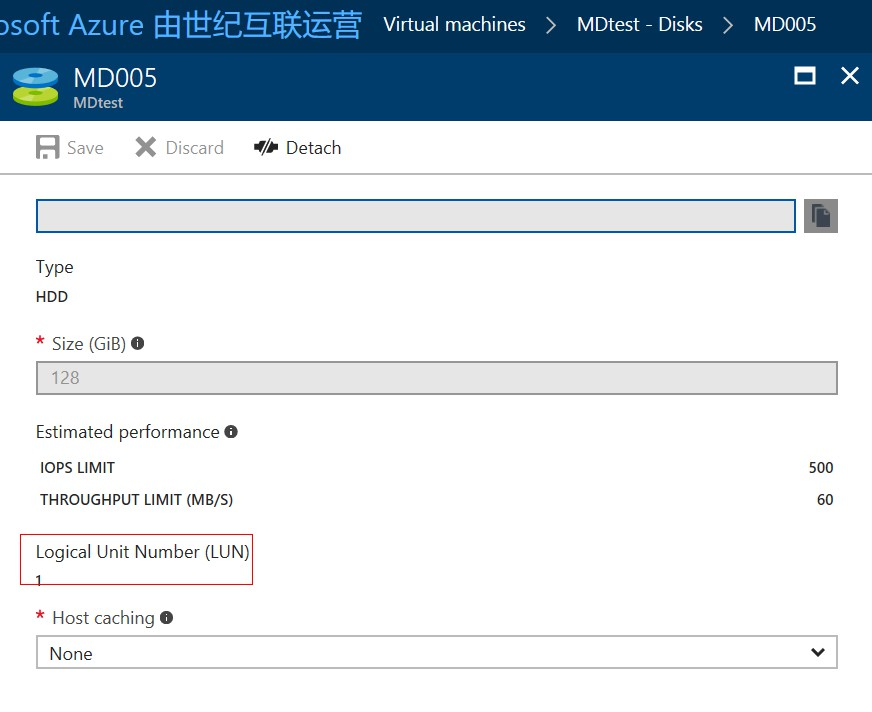 osoft Azure 由世纪互联运营 Virtual machines > MDtest - Disks > MD005
MD005
MDtest
Save Discard Detach
Type
HDD
* Size (GiB)
128
Estimated performance
IOPS LIMIT 500
THROUGHPUT LIMIT (MB/S) 60
Logical Unit Number (LUN)
1
* Host caching
None